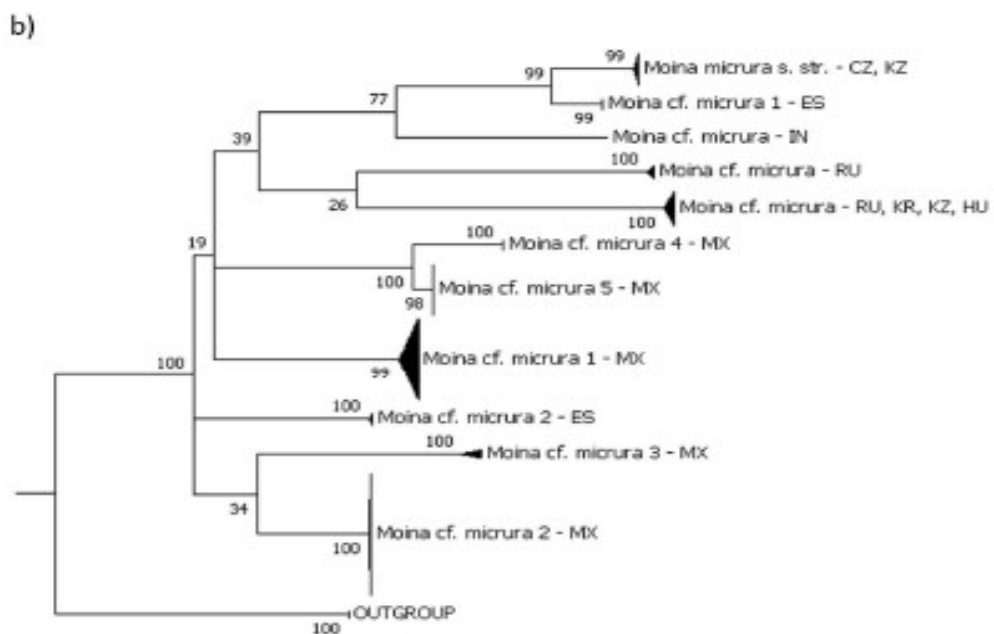 b)
99
Moina micrura s. str. - CZ, KZ
99
77
Moina cf. micrura 1 - ES
99
39
Moina cf. micrura - IN
100
Moina cf. micrura - RU
26
Moina cf. micrura - RU, KR, KZ, HU
100
19
100
Moina cf. micrura 4 - MX
100
Moina cf. micrura 5 - MX
98
100
Moina cf. micrura 1 - MX
99
100
Moina cf. micrura 2 - ES
100
Moina cf. micrura 3 - MX
34
Moina cf. micrura 2 - MX
100
OUTGROUP
100